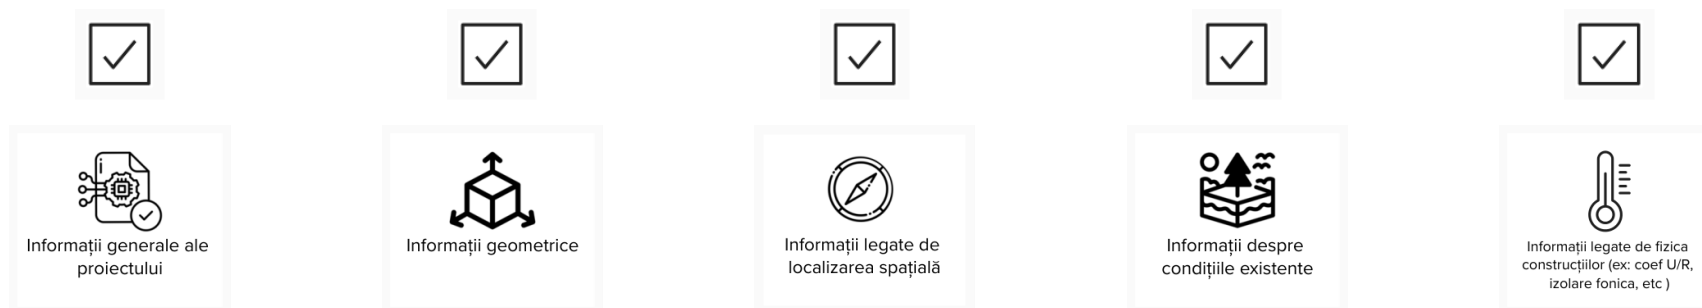 Informații generale ale
proiectului
Informații geometrice
Informații legate de
localizarea spațială
Informații despre
condițiile existente
Informații legate de fizica
construcțiilor (ex: coef U/R,
izolare fonica, etc )